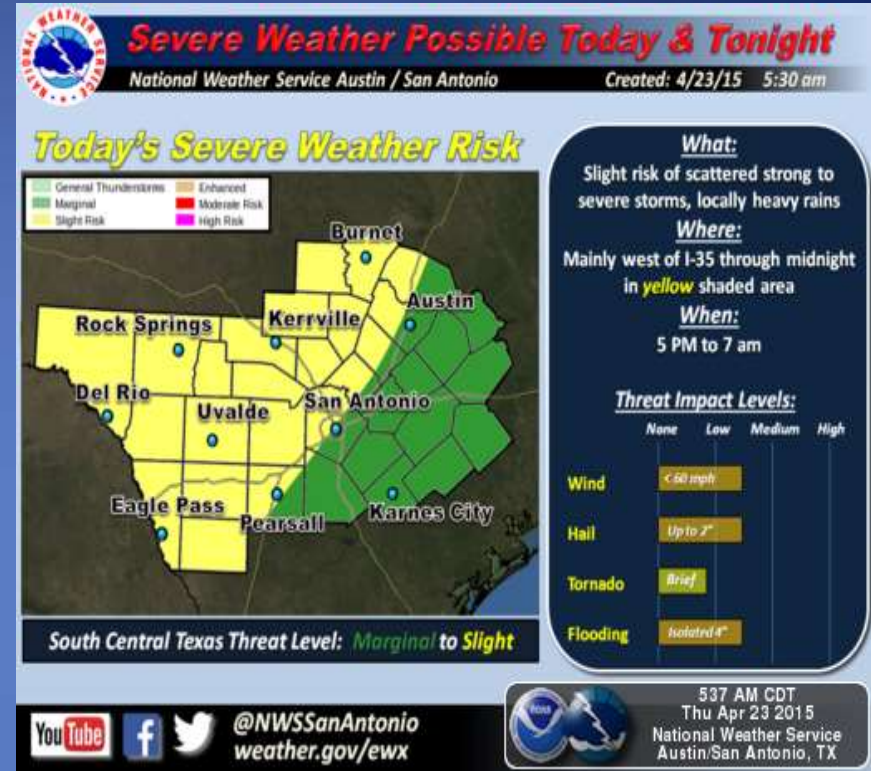 NATIONAL WEATHER SERVICE
Severe Weather Possible Today & Tonight
National Weather Service Austin / San Antonio
Created: 4/23/15 5:30 am
Today's Severe Weather Risk
General Thunderstorms
Marginal
Slight Risk
Enhanced
Moderate Risk
High Risk
Burnet
Austin
Rock Springs
Kerrville
Del Rio
Uvalde
San Antonio
Eagle Pass
Pearsall
Karnes City
South Central Texas Threat Level: Marginal to Slight
What:
Slight risk of scattered strong to
severe storms, locally heavy rains
Where:
Mainly west of I-35 through midnight
in yellow shaded area
When:
5 PM to 7 am
Threat Impact Levels:
None Low Medium High
Wind < 60 mph
Hail Up to 2"
Tornado Brief
Flooding Isolated 4"
YouTube
@NWSSanAntonio
weather.gov/ewx
noaa
537 AM CDT
Thu Apr 23 2015
National Weather Service
Austin/San Antonio, TX